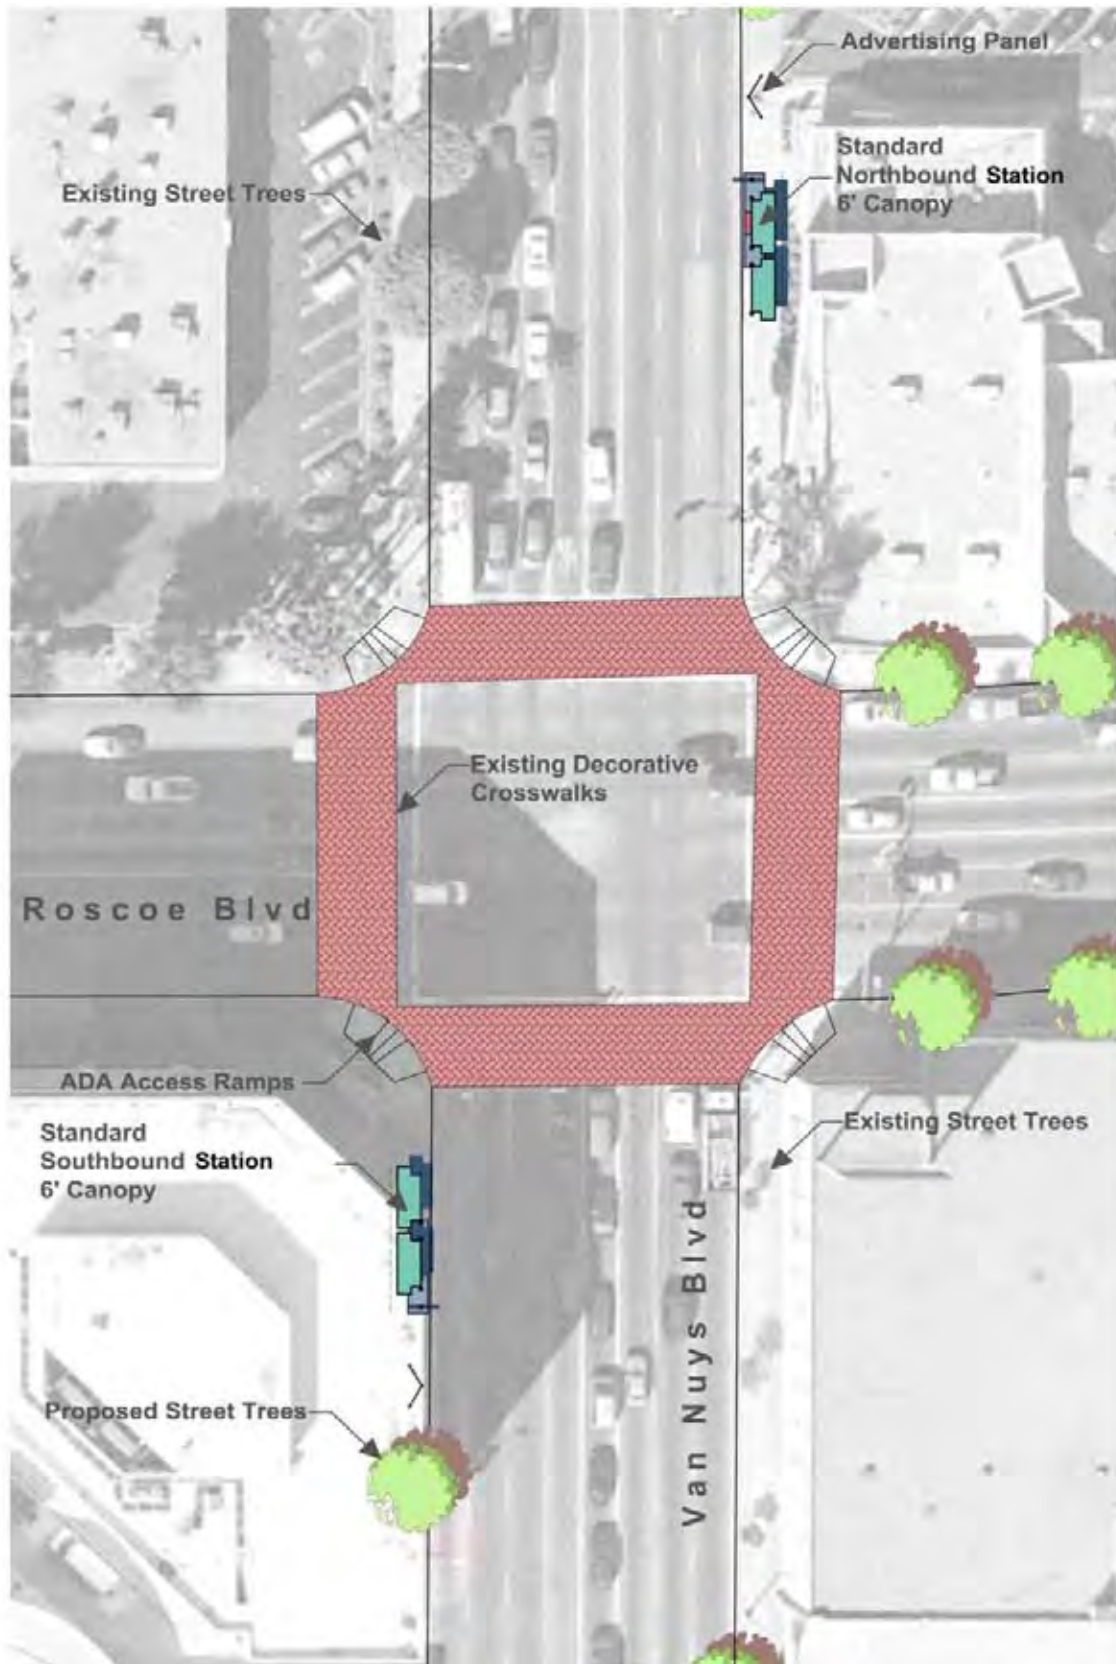 Advertising Panel
Standard
Northbound Station
6' Canopy
Existing Street Trees
Existing Decorative
Crosswalks
Roscoe Blvd
ADA Access Ramps
Existing Street Trees
Standard
Southbound Station
6' Canopy
Van Nuys Blvd
Proposed Street Trees